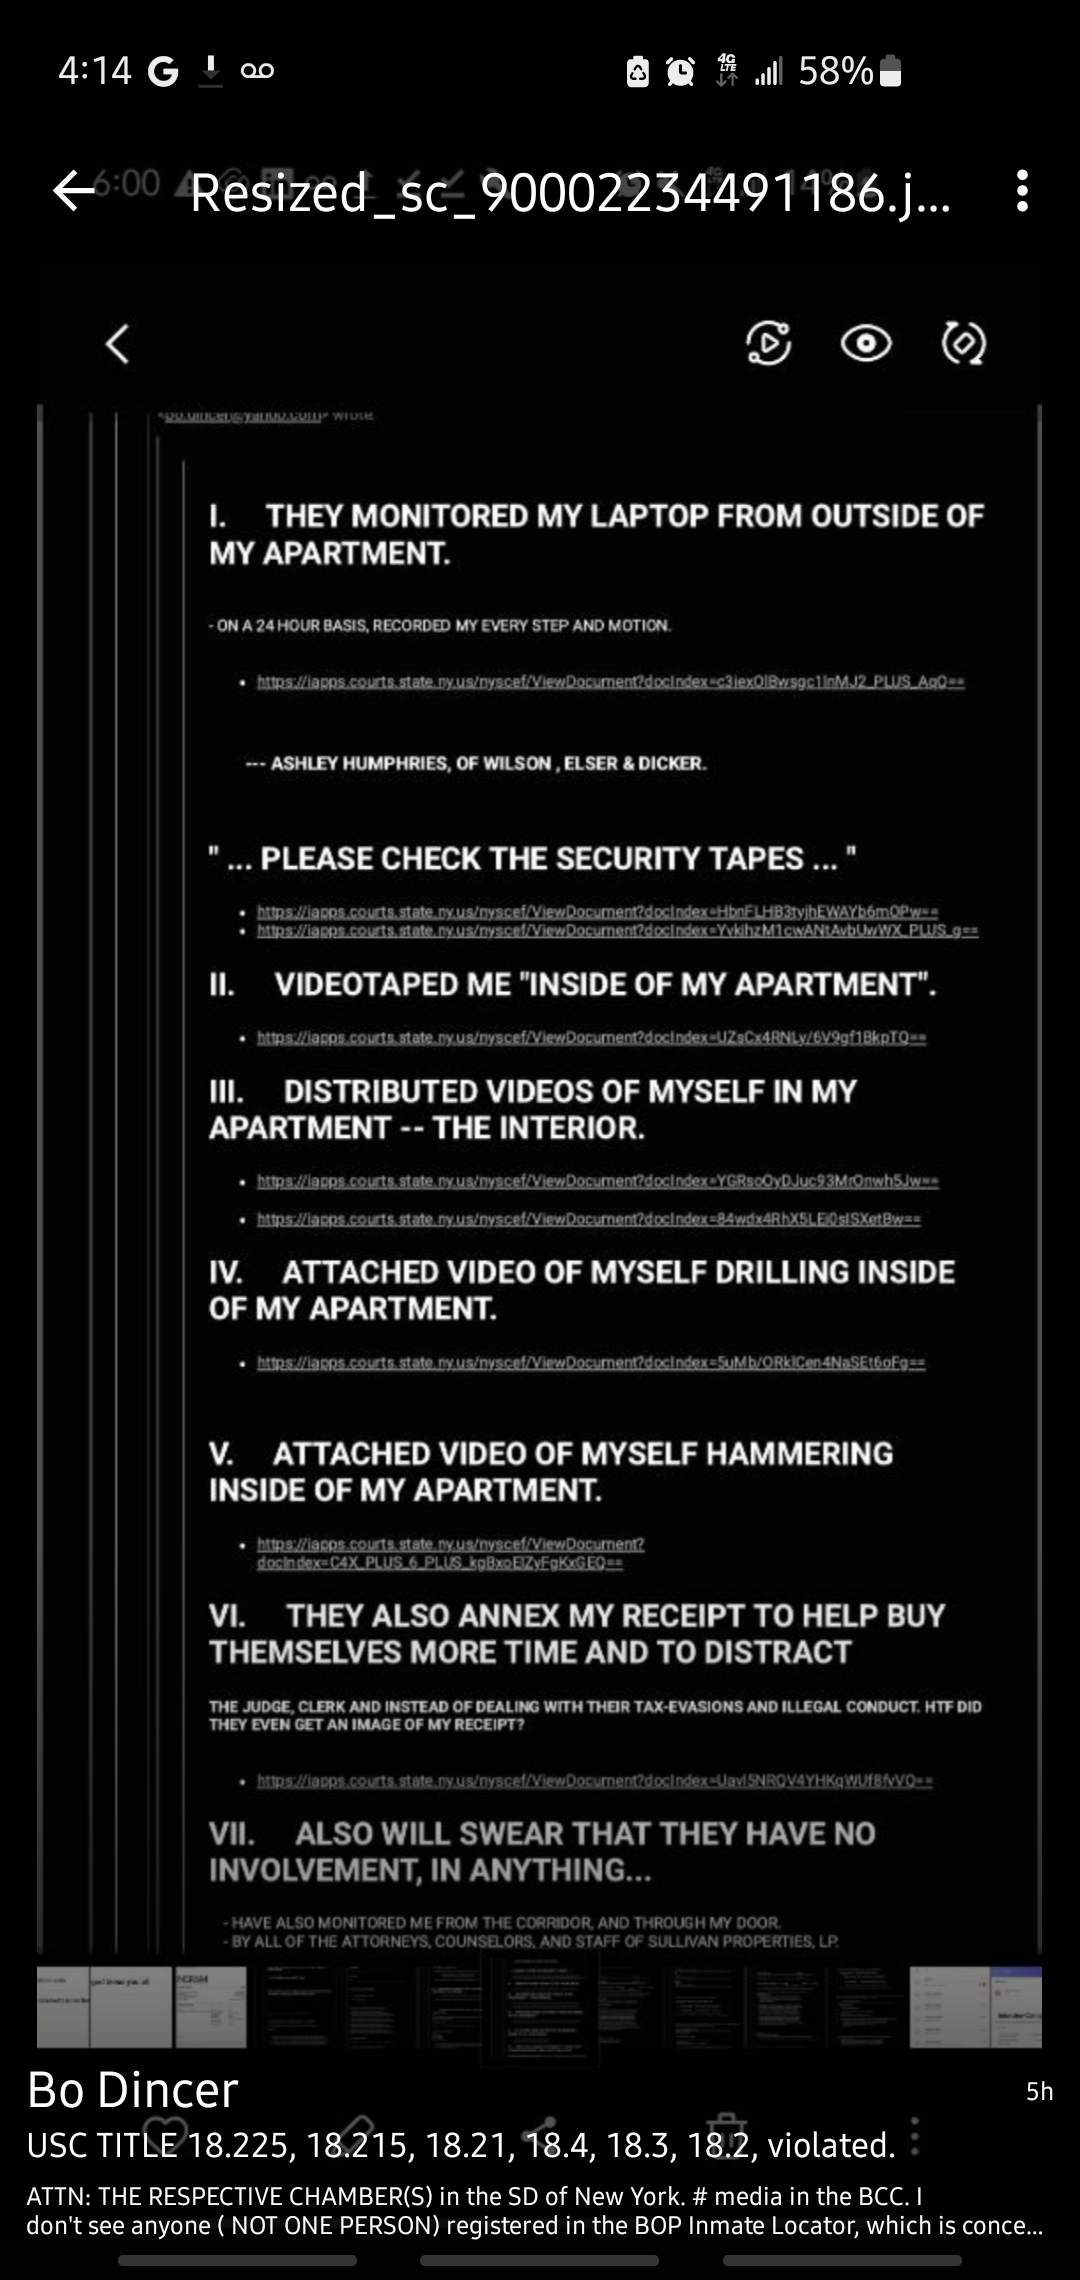 4:14 G 4G LTE 58%
6:00
Resized_sc_90002234491186.j...
<bo.dincer@yahoo.com> wrote:
I. THEY MONITORED MY LAPTOP FROM OUTSIDE OF
MY APARTMENT.
- ON A 24 HOUR BASIS, RECORDED MY EVERY STEP AND MOTION.
• https://iapps.courts.state.ny.us/nyscef/ViewDocument?docIndex=c3iexOlBwsgc1lnMJ2_PLUS_AqQ==
--- ASHLEY HUMPHRIES, OF WILSON , ELSER & DICKER.
" ... PLEASE CHECK THE SECURITY TAPES ... "
• https://iapps.courts.state.ny.us/nyscef/ViewDocument?docIndex=HbnFLHB3tyjhEWAYb6mOPw==
• https://iapps.courts.state.ny.us/nyscef/ViewDocument?docIndex=YvkihzM1cwANtAvbUwWX_PLUS_g==
II. VIDEOTAPED ME "INSIDE OF MY APARTMENT".
• https://iapps.courts.state.ny.us/nyscef/ViewDocument?docIndex=UZsCx4RNLy/6V9gf1BkpTQ==
III. DISTRIBUTED VIDEOS OF MYSELF IN MY
APARTMENT -- THE INTERIOR.
• https://iapps.courts.state.ny.us/nyscef/ViewDocument?docIndex=YGRsoOyDJuc93MrOnwh5Jw==
• https://iapps.courts.state.ny.us/nyscef/ViewDocument?docIndex=84wdx4RhX5LEi0sISXetBw==
IV. ATTACHED VIDEO OF MYSELF DRILLING INSIDE
OF MY APARTMENT.
• https://iapps.courts.state.ny.us/nyscef/ViewDocument?docIndex=5uMb/ORklCen4NaSEt6oFg==
V. ATTACHED VIDEO OF MYSELF HAMMERING
INSIDE OF MY APARTMENT.
• https://iapps.courts.state.ny.us/nyscef/ViewDocument?
docIndex=C4X_PLUS_6_PLUS_kgBxoElZyFgKxGEQ==
VI. THEY ALSO ANNEX MY RECEIPT TO HELP BUY
THEMSELVES MORE TIME AND TO DISTRACT
THE JUDGE, CLERK AND INSTEAD OF DEALING WITH THEIR TAX-EVASIONS AND ILLEGAL CONDUCT. HTF DID
THEY EVEN GET AN IMAGE OF MY RECEIPT?
• https://iapps.courts.state.ny.us/nyscef/ViewDocument?docIndex=Uavl5NRQV4YHKqWUf8fvVQ==
VII. ALSO WILL SWEAR THAT THEY HAVE NO
INVOLVEMENT, IN ANYTHING...
- HAVE ALSO MONITORED ME FROM THE CORRIDOR, AND THROUGH MY DOOR.
- BY ALL OF THE ATTORNEYS, COUNSELORS, AND STAFF OF SULLIVAN PROPERTIES, LP.
Bo Dincer 5h
USC TITLE 18.225, 18.215, 18.21, 18.4, 18.3, 18.2, violated.
ATTN: THE RESPECTIVE CHAMBER(S) in the SD of New York. # media in the BCC. I
don't see anyone ( NOT ONE PERSON) registered in the BOP Inmate Locator, which is conce...